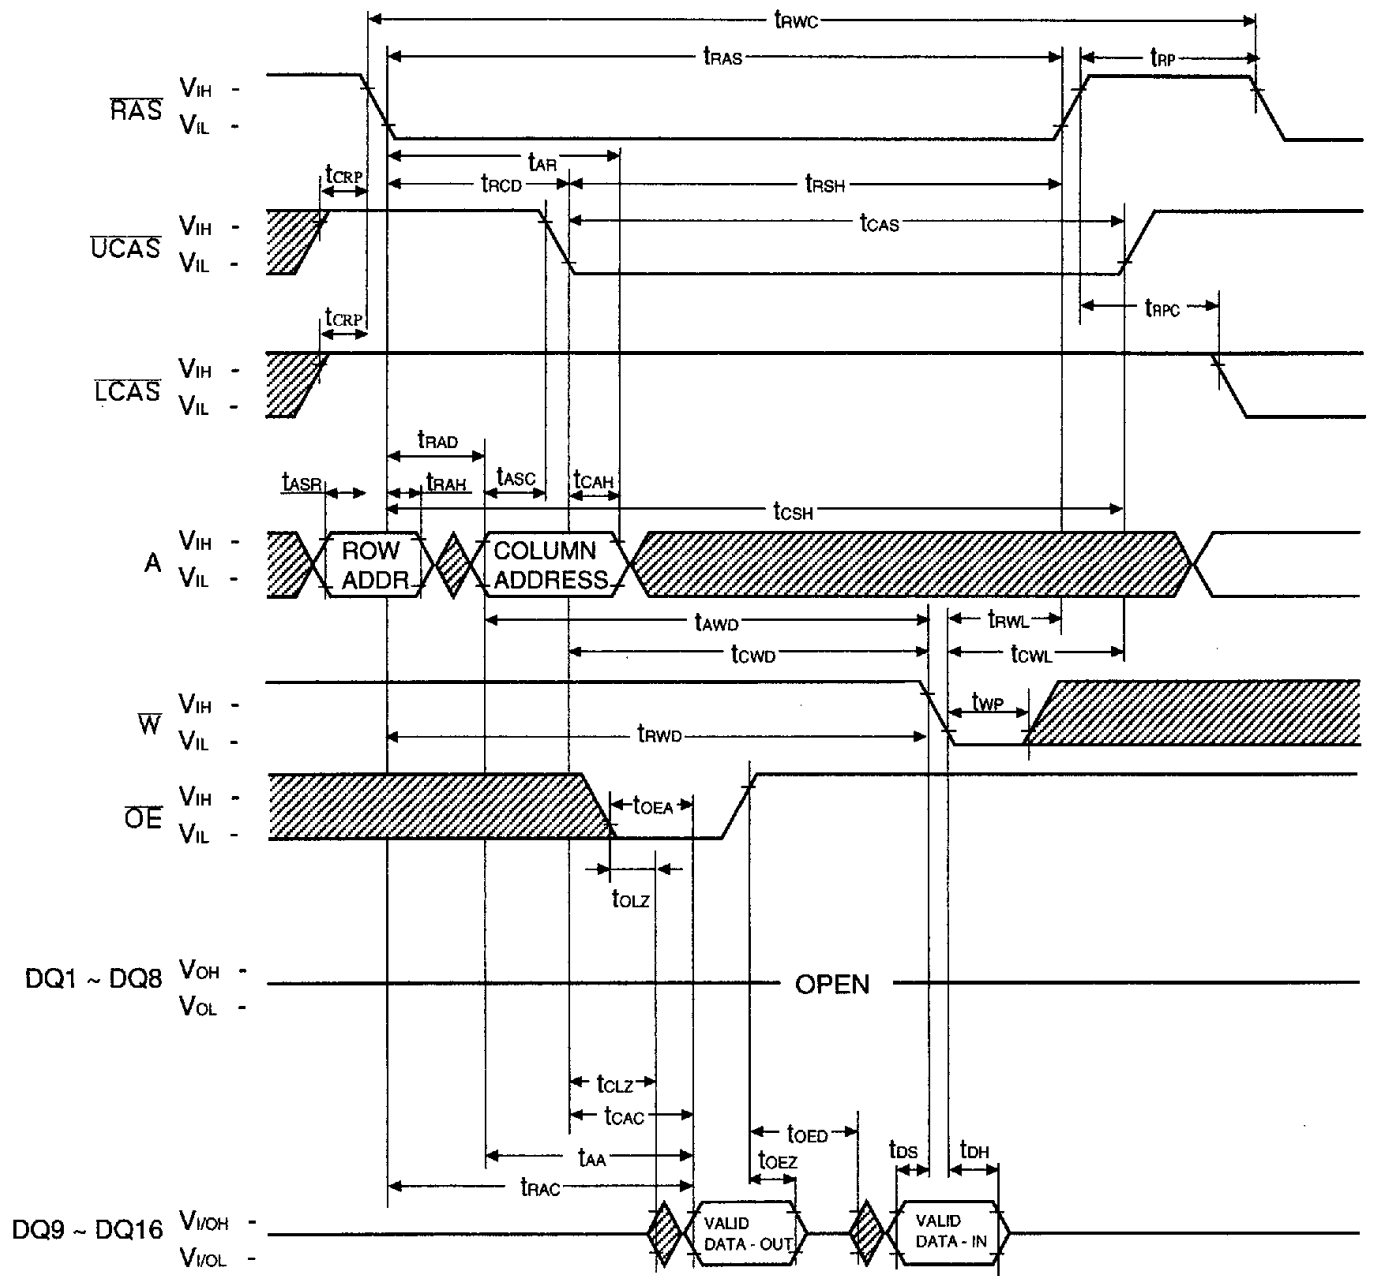 tRWC
tRAS
tRP
RAS
VIH -
VIL -
tAR
tCRP
tRCD
tRSH
UCAS
VIH -
VIL -
tCAS
tCRP
tRPC
LCAS
VIH -
VIL -
tRAD
tASR
tRAH
tASC
tCAH
tCSH
A
VIH -
VIL -
ROW
ADDR
COLUMN
ADDRESS
tAWD
tRWL
tCWD
tCWL
W
VIH -
VIL -
tWP
tRWD
OE
VIH -
VIL -
tOEA
tOLZ
DQ1 ~ DQ8
VOH -
VOL -
OPEN
tCLZ
tCAC
tOED
tAA
tOEZ
tDS
tDH
tRAC
DQ9 ~ DQ16
VI/OH -
VI/OL -
VALID
DATA - OUT
VALID
DATA - IN